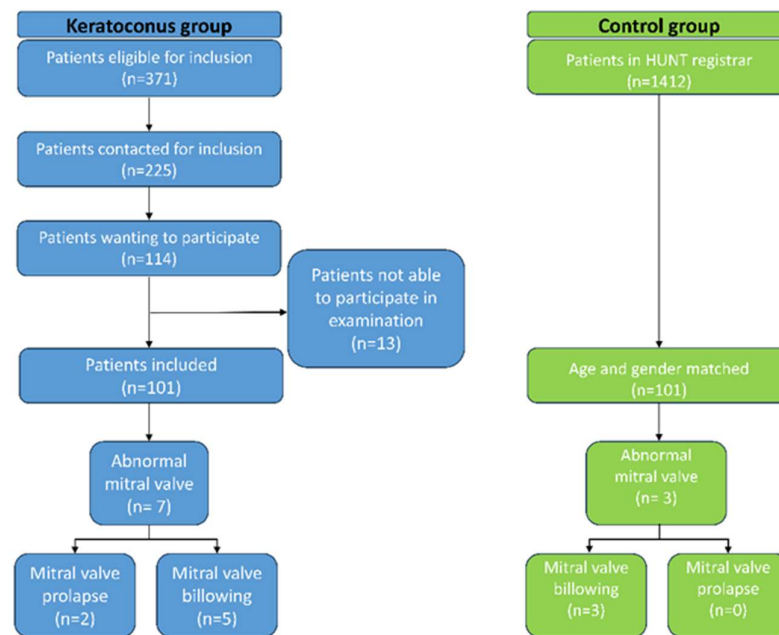 Keratoconus group
Patients eligible for inclusion
(n=371)
Patients contacted for inclusion
(n=225)
Patients wanting to participate
(n=114)
Patients not able
to participate in
examination
(n=13)
Patients included
(n=101)
Abnormal
mitral valve
(n= 7)
Mitral valve
prolapse
(n=2)
Mitral valve
billowing
(n=5)
Control group
Patients in HUNT registrar
(n=1412)
Age and gender matched
(n=101)
Abnormal
mitral valve
(n= 3)
Mitral valve
billowing
(n=3)
Mitral valve
prolapse
(n=0)